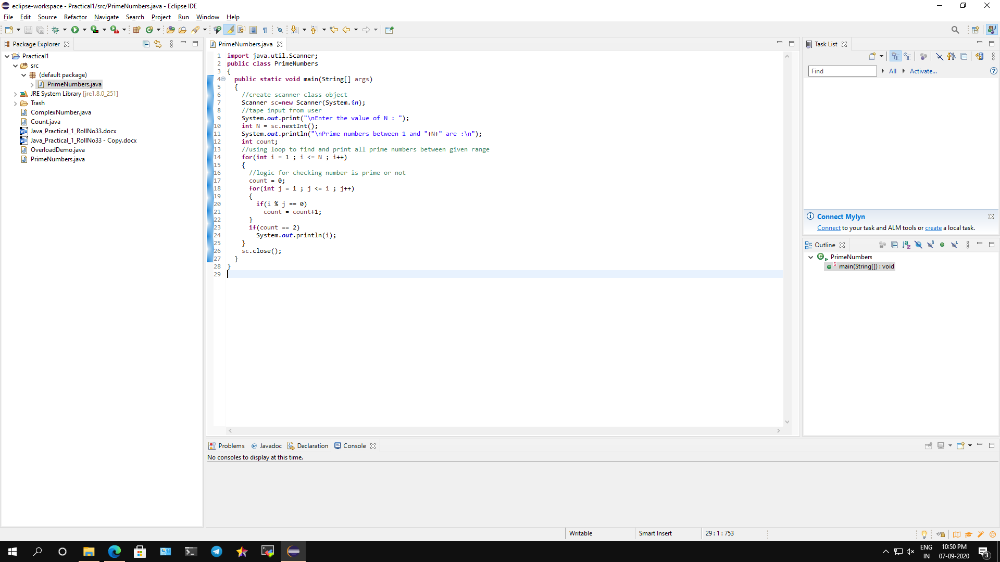 eclipse-workspace - Practical1/src/PrimeNumbers.java - Eclipse IDE
File Edit Source Refactor Navigate Search Project Run Window Help
Package Explorer
Practical1
src
(default package)
PrimeNumbers.java
JRE System Library [jre1.8.0_251]
Trash
ComplexNumber.java
Count.java
Java_Practical_1_RollNo33.docx
Java_Practical_1_RollNo33 - Copy.docx
OverloadDemo.java
PrimeNumbers.java
PrimeNumbers.java
1 import java.util.Scanner;
2 public class PrimeNumbers
3 {
4 public static void main(String[] args)
5 {
6 //create scanner class object
7 Scanner sc=new Scanner(System.in);
8 //tape input from user
9 System.out.print("\nEnter the value of N : ");
10 int N = sc.nextInt();
11 System.out.println("\nPrime numbers between 1 and "+N+" are :\n");
12 int count;
13 //using loop to find and print all prime numbers between given range
14 for(int i = 1 ; i <= N ; i++)
15 {
16 //logic for checking number is prime or not
17 count = 0;
18 for(int j = 1 ; j <= i ; j++)
19 {
20 if(i % j == 0)
21 count = count+1;
22 }
23 if(count == 2)
24 System.out.println(i);
25 }
26 sc.close();
27 }
28 }
29
Task List
Find All Activate...
Connect Mylyn
Connect to your task and ALM tools or create a local task.
Outline
PrimeNumbers
main(String[]) : void
Problems @ Javadoc Declaration Console
No consoles to display at this time.
Writable Smart Insert 29 : 1 : 753
ENG
IN
10:50 PM
07-09-2020
3